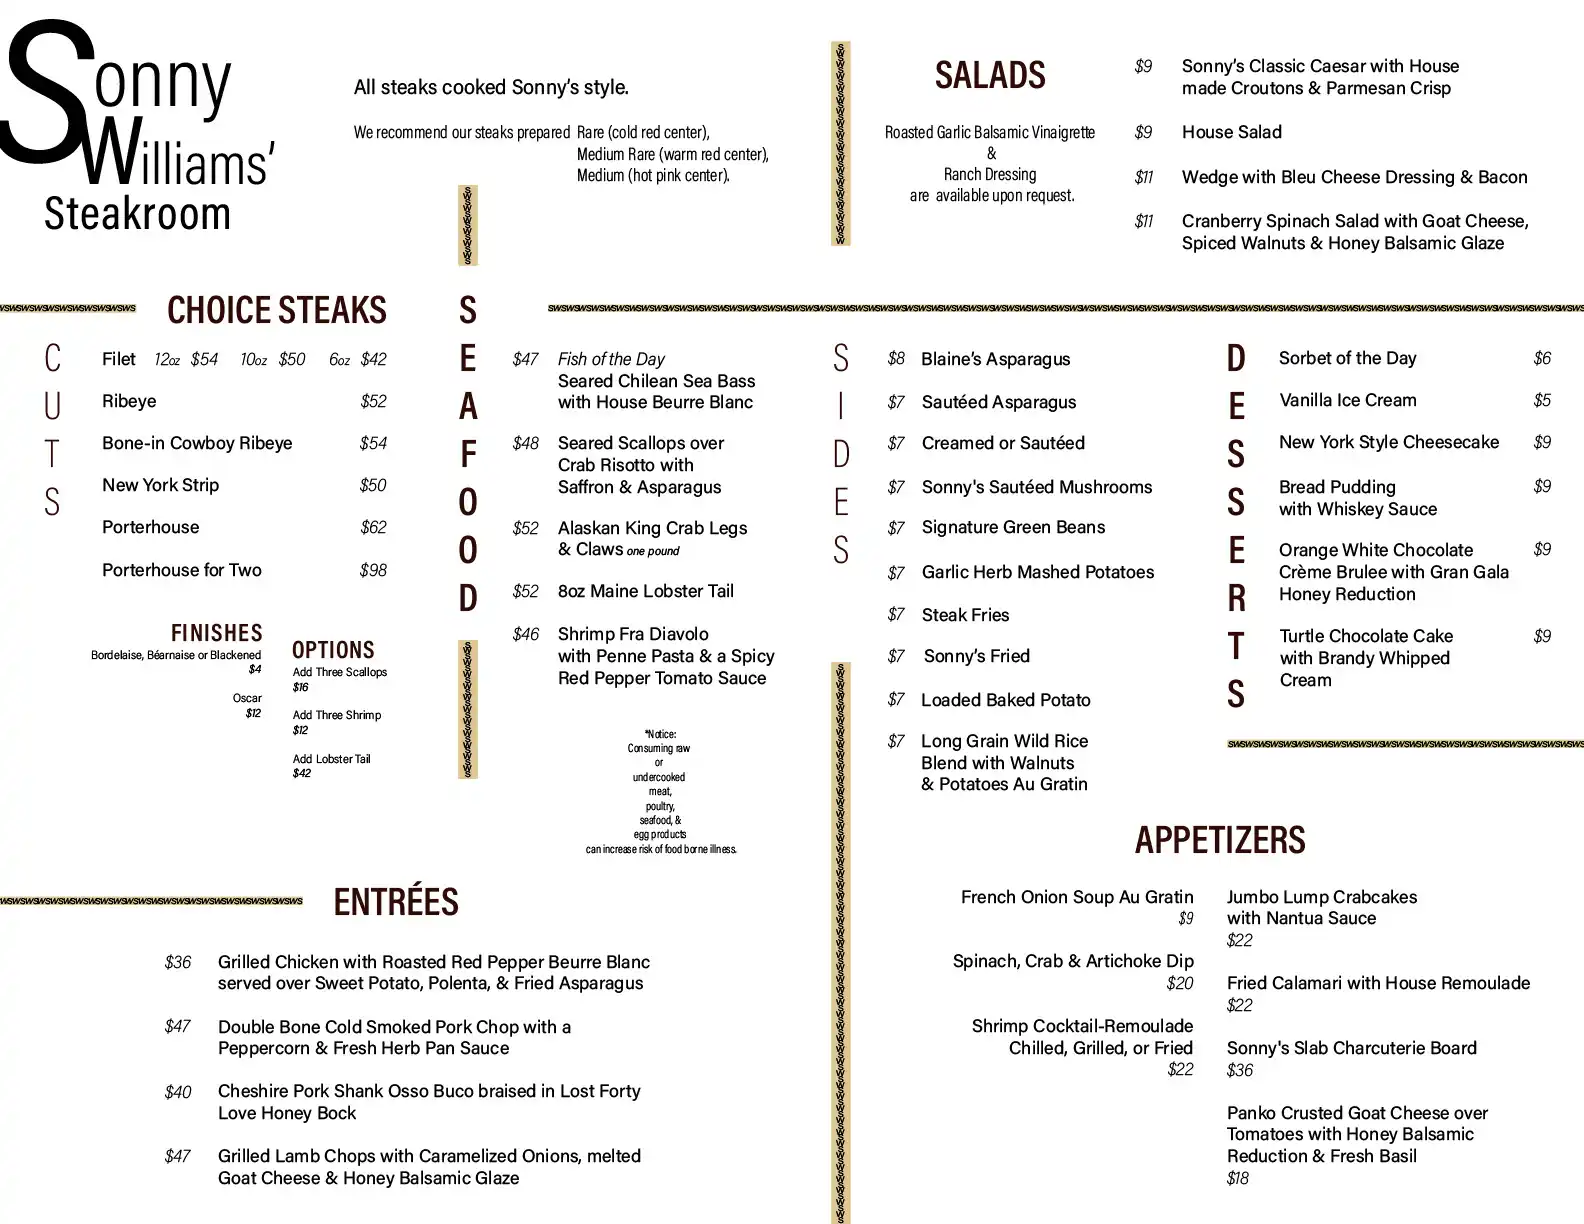 Sonny
Williams’
Steakroom
All steaks cooked Sonny’s style.
We recommend our steaks prepared Rare (cold red center),
Medium Rare (warm red center),
Medium (hot pink center).
SALADS
Roasted Garlic Balsamic Vinaigrette
&
Ranch Dressing
are available upon request.
$9 Sonny’s Classic Caesar with House
made Croutons & Parmesan Crisp
$9 House Salad
$11 Wedge with Bleu Cheese Dressing & Bacon
$11 Cranberry Spinach Salad with Goat Cheese,
Spiced Walnuts & Honey Balsamic Glaze
CHOICE STEAKS
CUTS
Filet 12oz $54 10oz $50 6oz $42
Ribeye $52
Bone-in Cowboy Ribeye $54
New York Strip $50
Porterhouse $62
Porterhouse for Two $98
FINISHES
Bordelaise, Béarnaise or Blackened
$4
Oscar
$12
OPTIONS
Add Three Scallops
$16
Add Three Shrimp
$12
Add Lobster Tail
$42
SEAFOOD
$47 Fish of the Day
Seared Chilean Sea Bass
with House Beurre Blanc
$48 Seared Scallops over
Crab Risotto with
Saffron & Asparagus
$52 Alaskan King Crab Legs
& Claws one pound
$52 8oz Maine Lobster Tail
$46 Shrimp Fra Diavolo
with Penne Pasta & a Spicy
Red Pepper Tomato Sauce
*Notice:
Consuming raw
or
undercooked
meat,
poultry,
seafood, &
egg products
can increase risk of food borne illness.
SIDES
$8 Blaine’s Asparagus
$7 Sautéed Asparagus
$7 Creamed or Sautéed
$7 Sonny's Sautéed Mushrooms
$7 Signature Green Beans
$7 Garlic Herb Mashed Potatoes
$7 Steak Fries
$7 Sonny’s Fried
$7 Loaded Baked Potato
$7 Long Grain Wild Rice
Blend with Walnuts
& Potatoes Au Gratin
DESSERTS
Sorbet of the Day $6
Vanilla Ice Cream $5
New York Style Cheesecake $9
Bread Pudding $9
with Whiskey Sauce
Orange White Chocolate $9
Crème Brulee with Gran Gala
Honey Reduction
Turtle Chocolate Cake $9
with Brandy Whipped
Cream
ENTRÉES
$36 Grilled Chicken with Roasted Red Pepper Beurre Blanc
served over Sweet Potato, Polenta, & Fried Asparagus
$47 Double Bone Cold Smoked Pork Chop with a
Peppercorn & Fresh Herb Pan Sauce
$40 Cheshire Pork Shank Osso Buco braised in Lost Forty
Love Honey Bock
$47 Grilled Lamb Chops with Caramelized Onions, melted
Goat Cheese & Honey Balsamic Glaze
APPETIZERS
French Onion Soup Au Gratin
$9
Spinach, Crab & Artichoke Dip
$20
Shrimp Cocktail-Remoulade
Chilled, Grilled, or Fried
$22
Jumbo Lump Crabcakes
with Nantua Sauce
$22
Fried Calamari with House Remoulade
$22
Sonny's Slab Charcuterie Board
$36
Panko Crusted Goat Cheese over
Tomatoes with Honey Balsamic
Reduction & Fresh Basil
$18